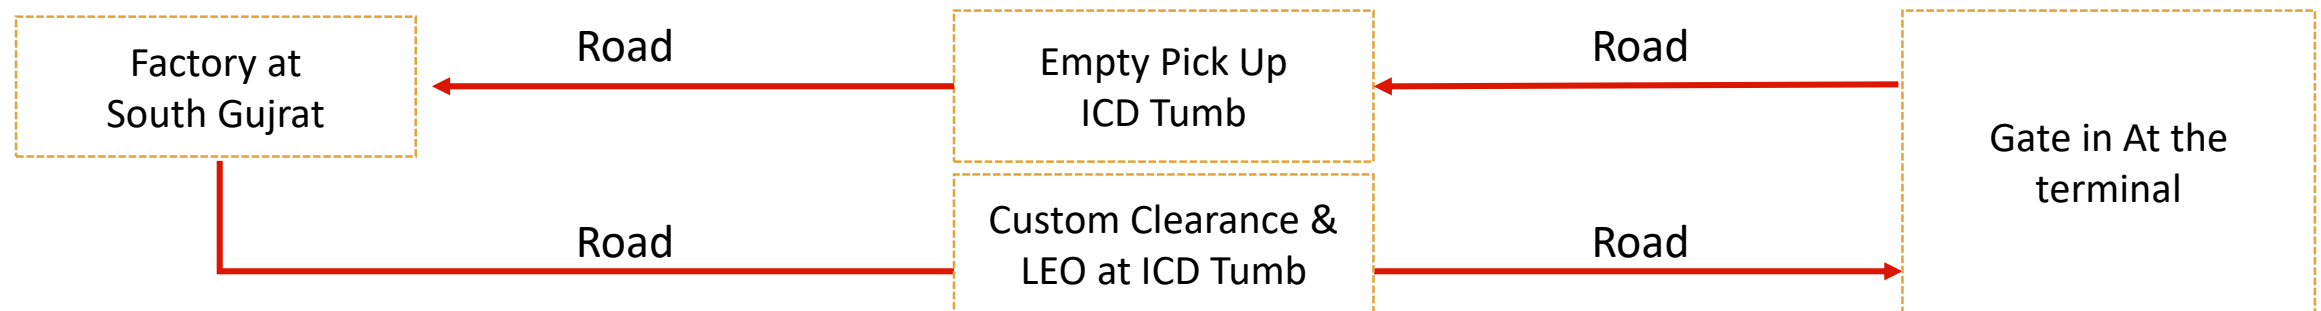 Factory at
South Gujrat
Road
Empty Pick Up
ICD Tumb
Road
Gate in At the
terminal
Road
Custom Clearance &
LEO at ICD Tumb
Road